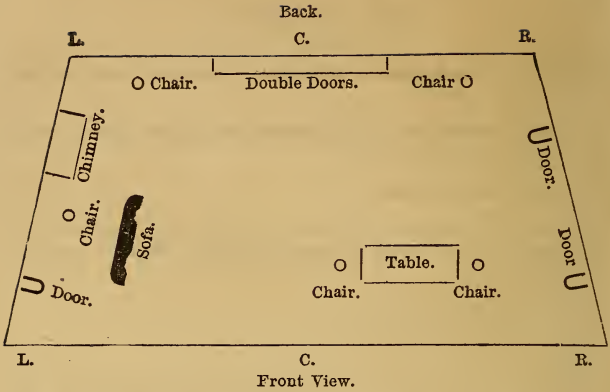 Back.
L. C. R.
Chair. Double Doors. Chair
Chimney.
Door.
Chair.
Sofa.
Door
Table.
Door.
Chair. Chair.
L. C. R.
Front View.